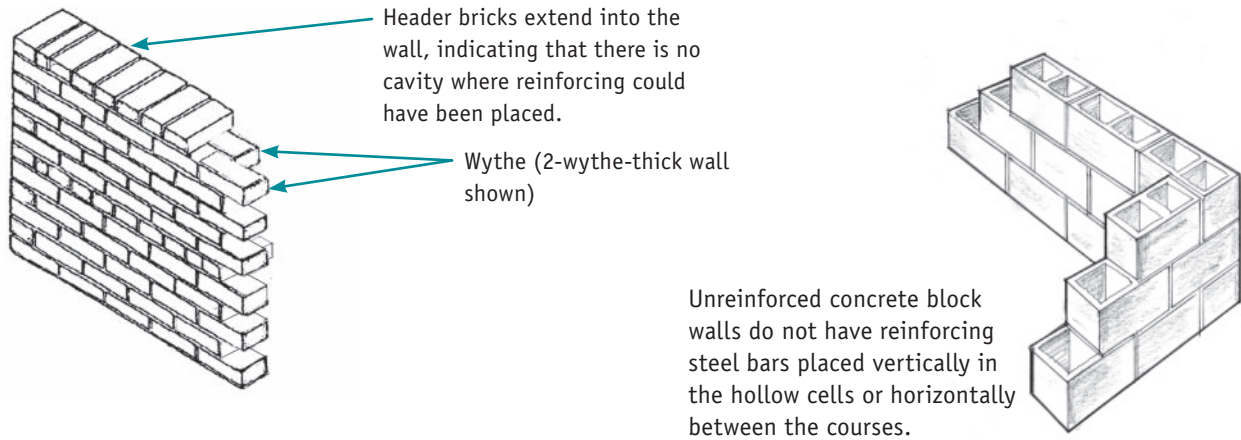 Header bricks extend into the
wall, indicating that there is no
cavity where reinforcing could
have been placed.
Wythe (2-wythe-thick wall
shown)
Unreinforced concrete block
walls do not have reinforcing
steel bars placed vertically in
the hollow cells or horizontally
between the courses.